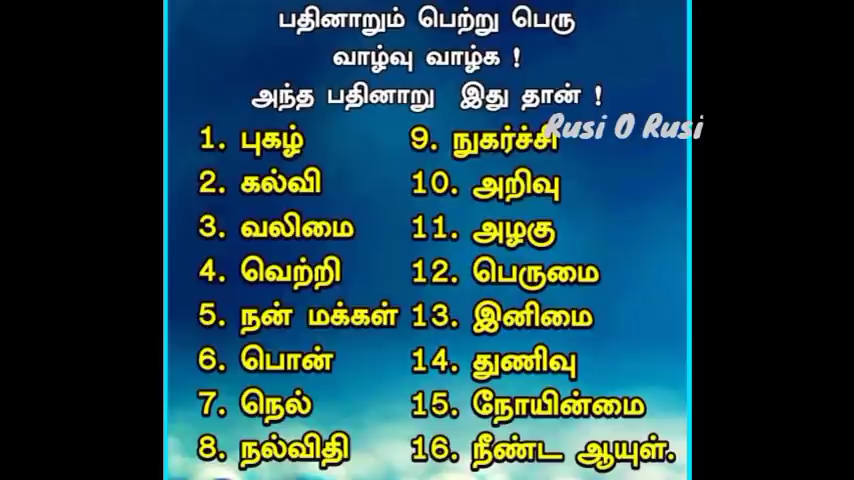 பதினாறும் பெற்று பெரு
வாழ்வு வாழ்க !
அந்த பதினாறு இது தான் !
Rusi O Rusi
1. புகழ்
2. கல்வி
3. வலிமை
4. வெற்றி
5. நன் மக்கள்
6. பொன்
7. நெல்
8. நல்விதி
9. நுகர்ச்சி
10. அறிவு
11. அழகு
12. பெருமை
13. இனிமை
14. துணிவு
15. நோயின்மை
16. நீண்ட ஆயுள்.